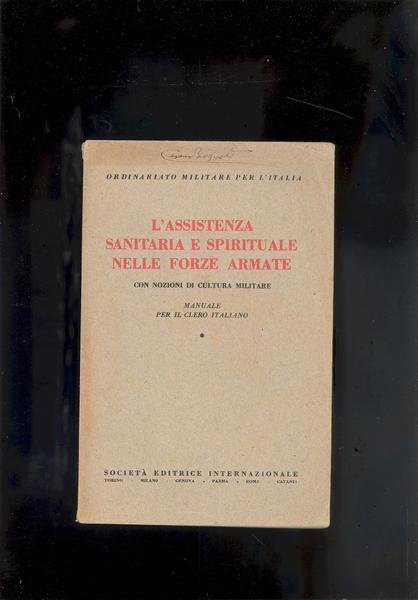 ORDINARIATO MILITARE PER L'ITALIA
L'ASSISTENZA
SANITARIA E SPIRITUALE
NELLE FORZE ARMATE
CON NOZIONI DI CULTURA MILITARE
MANUALE
PER IL CLERO ITALIANO
SOCIETÀ EDITRICE INTERNAZIONALE
TORINO MILANO - GENOVA - PARMA - ROMA CATANIA